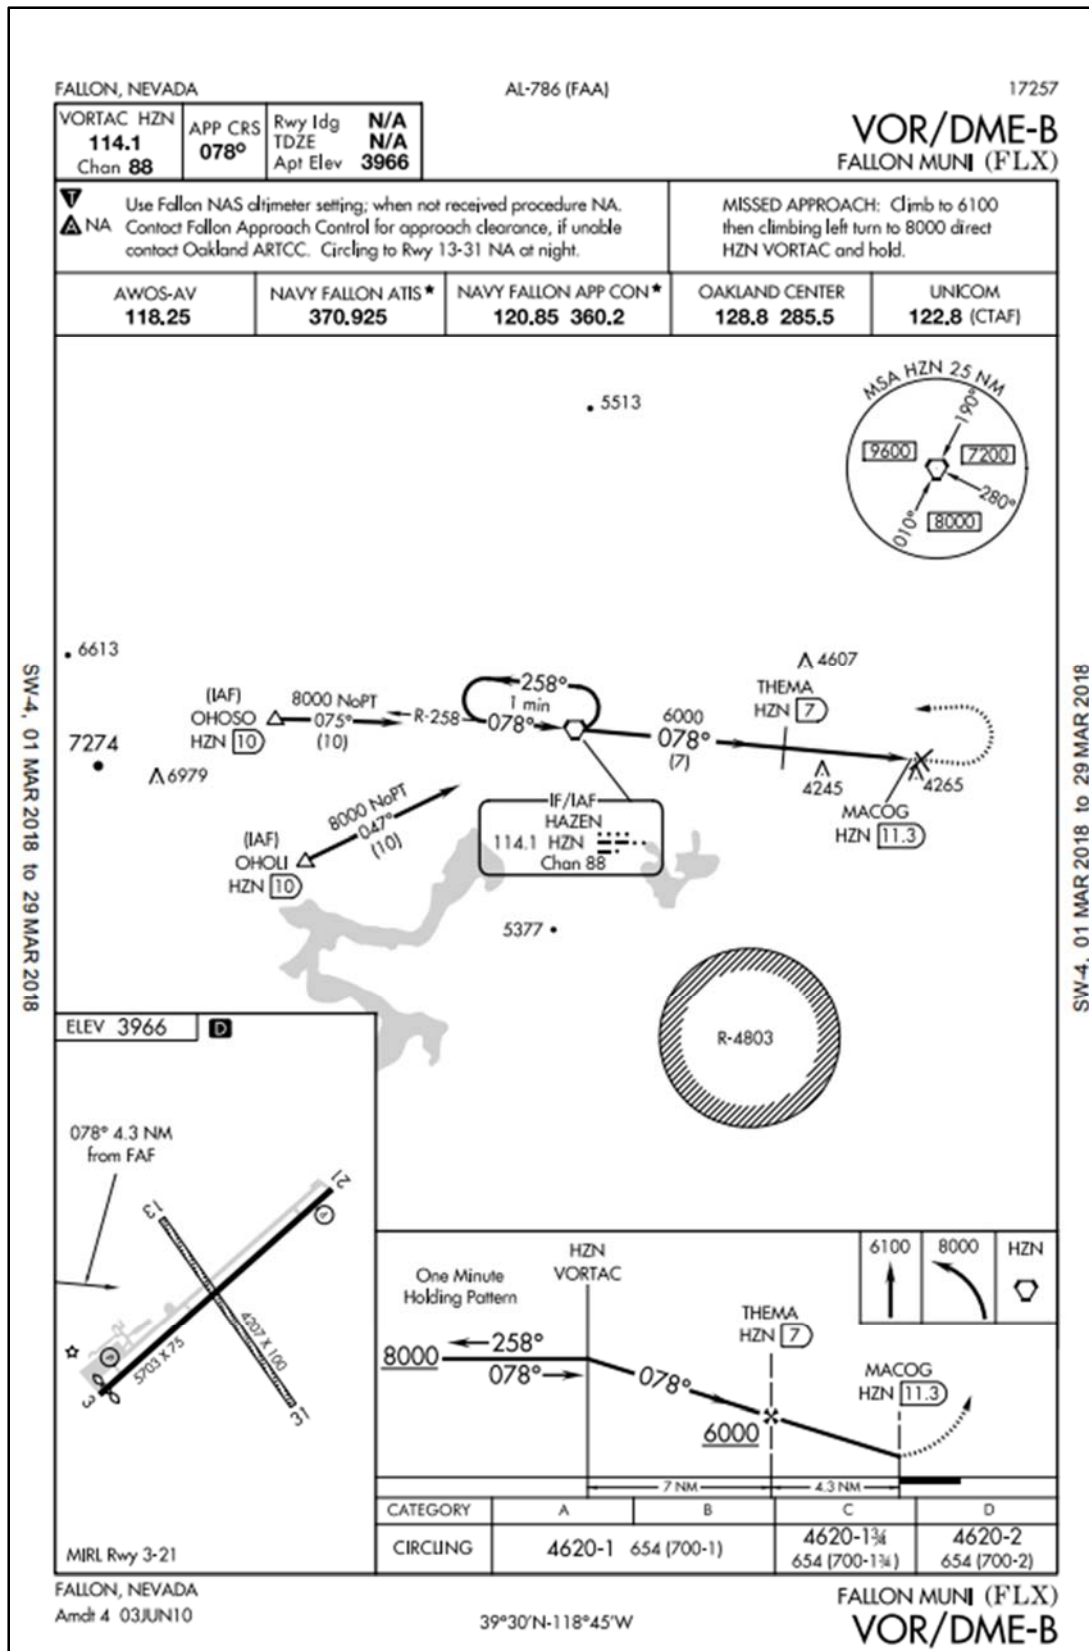 FALLON, NEVADA
AL-786 (FAA)
17257
VORTAC HZN
114.1
Chan 88
APP CRS
078°
Rwy Idg N/A
TDZE N/A
Apt Elev 3966
VOR/DME-B
FALLON MUNI (FLX)
T
A NA
Use Fallon NAS altimeter setting; when not received procedure NA.
Contact Fallon Approach Control for approach clearance, if unable
contact Oakland ARTCC. Circling to Rwy 13-31 NA at night.
MISSED APPROACH: Climb to 6100
then climbing left turn to 8000 direct
HZN VORTAC and hold.
AWOS-AV
118.25
NAVY FALLON ATIS★
370.925
NAVY FALLON APP CON★
120.85 360.2
OAKLAND CENTER
128.8 285.5
UNICOM
122.8 (CTAF)
5513
MSA HZN 25 NM
190°
9600
7200
280°
010°
8000
6613
4607
(IAF)
OHOSO
HZN 10
8000 NoPT
075°
(10)
R-258
258°
1 min
078°
6000
078°
(7)
THEMA
HZN 7
7274
6979
4245
4265
MACOG
HZN 11.3
(IAF)
OHOLI
HZN 10
8000 NoPT
047°
(10)
IF/IAF
HAZEN
114.1 HZN
Chan 88
5377
R-4803
SW-4, 01 MAR 2018 to 29 MAR 2018
SW-4, 01 MAR 2018 to 29 MAR 2018
ELEV 3966
D
078° 4.3 NM
from FAF
21
13
5703 X 75
4207 X 100
3
31
P
P
MIRL Rwy 3-21
6100
8000
HZN
One Minute
Holding Pattern
HZN
VORTAC
8000
258°
078°
078°
THEMA
HZN 7
6000
MACOG
HZN 11.3
7 NM
4.3 NM
CATEGORY A B C D
CIRCLING
4620-1 654 (700-1)
4620-1¾
654 (700-1¾)
4620-2
654 (700-2)
FALLON, NEVADA
Amdt 4 03JUN10
39°30'N-118°45'W
FALLON MUNI (FLX)
VOR/DME-B